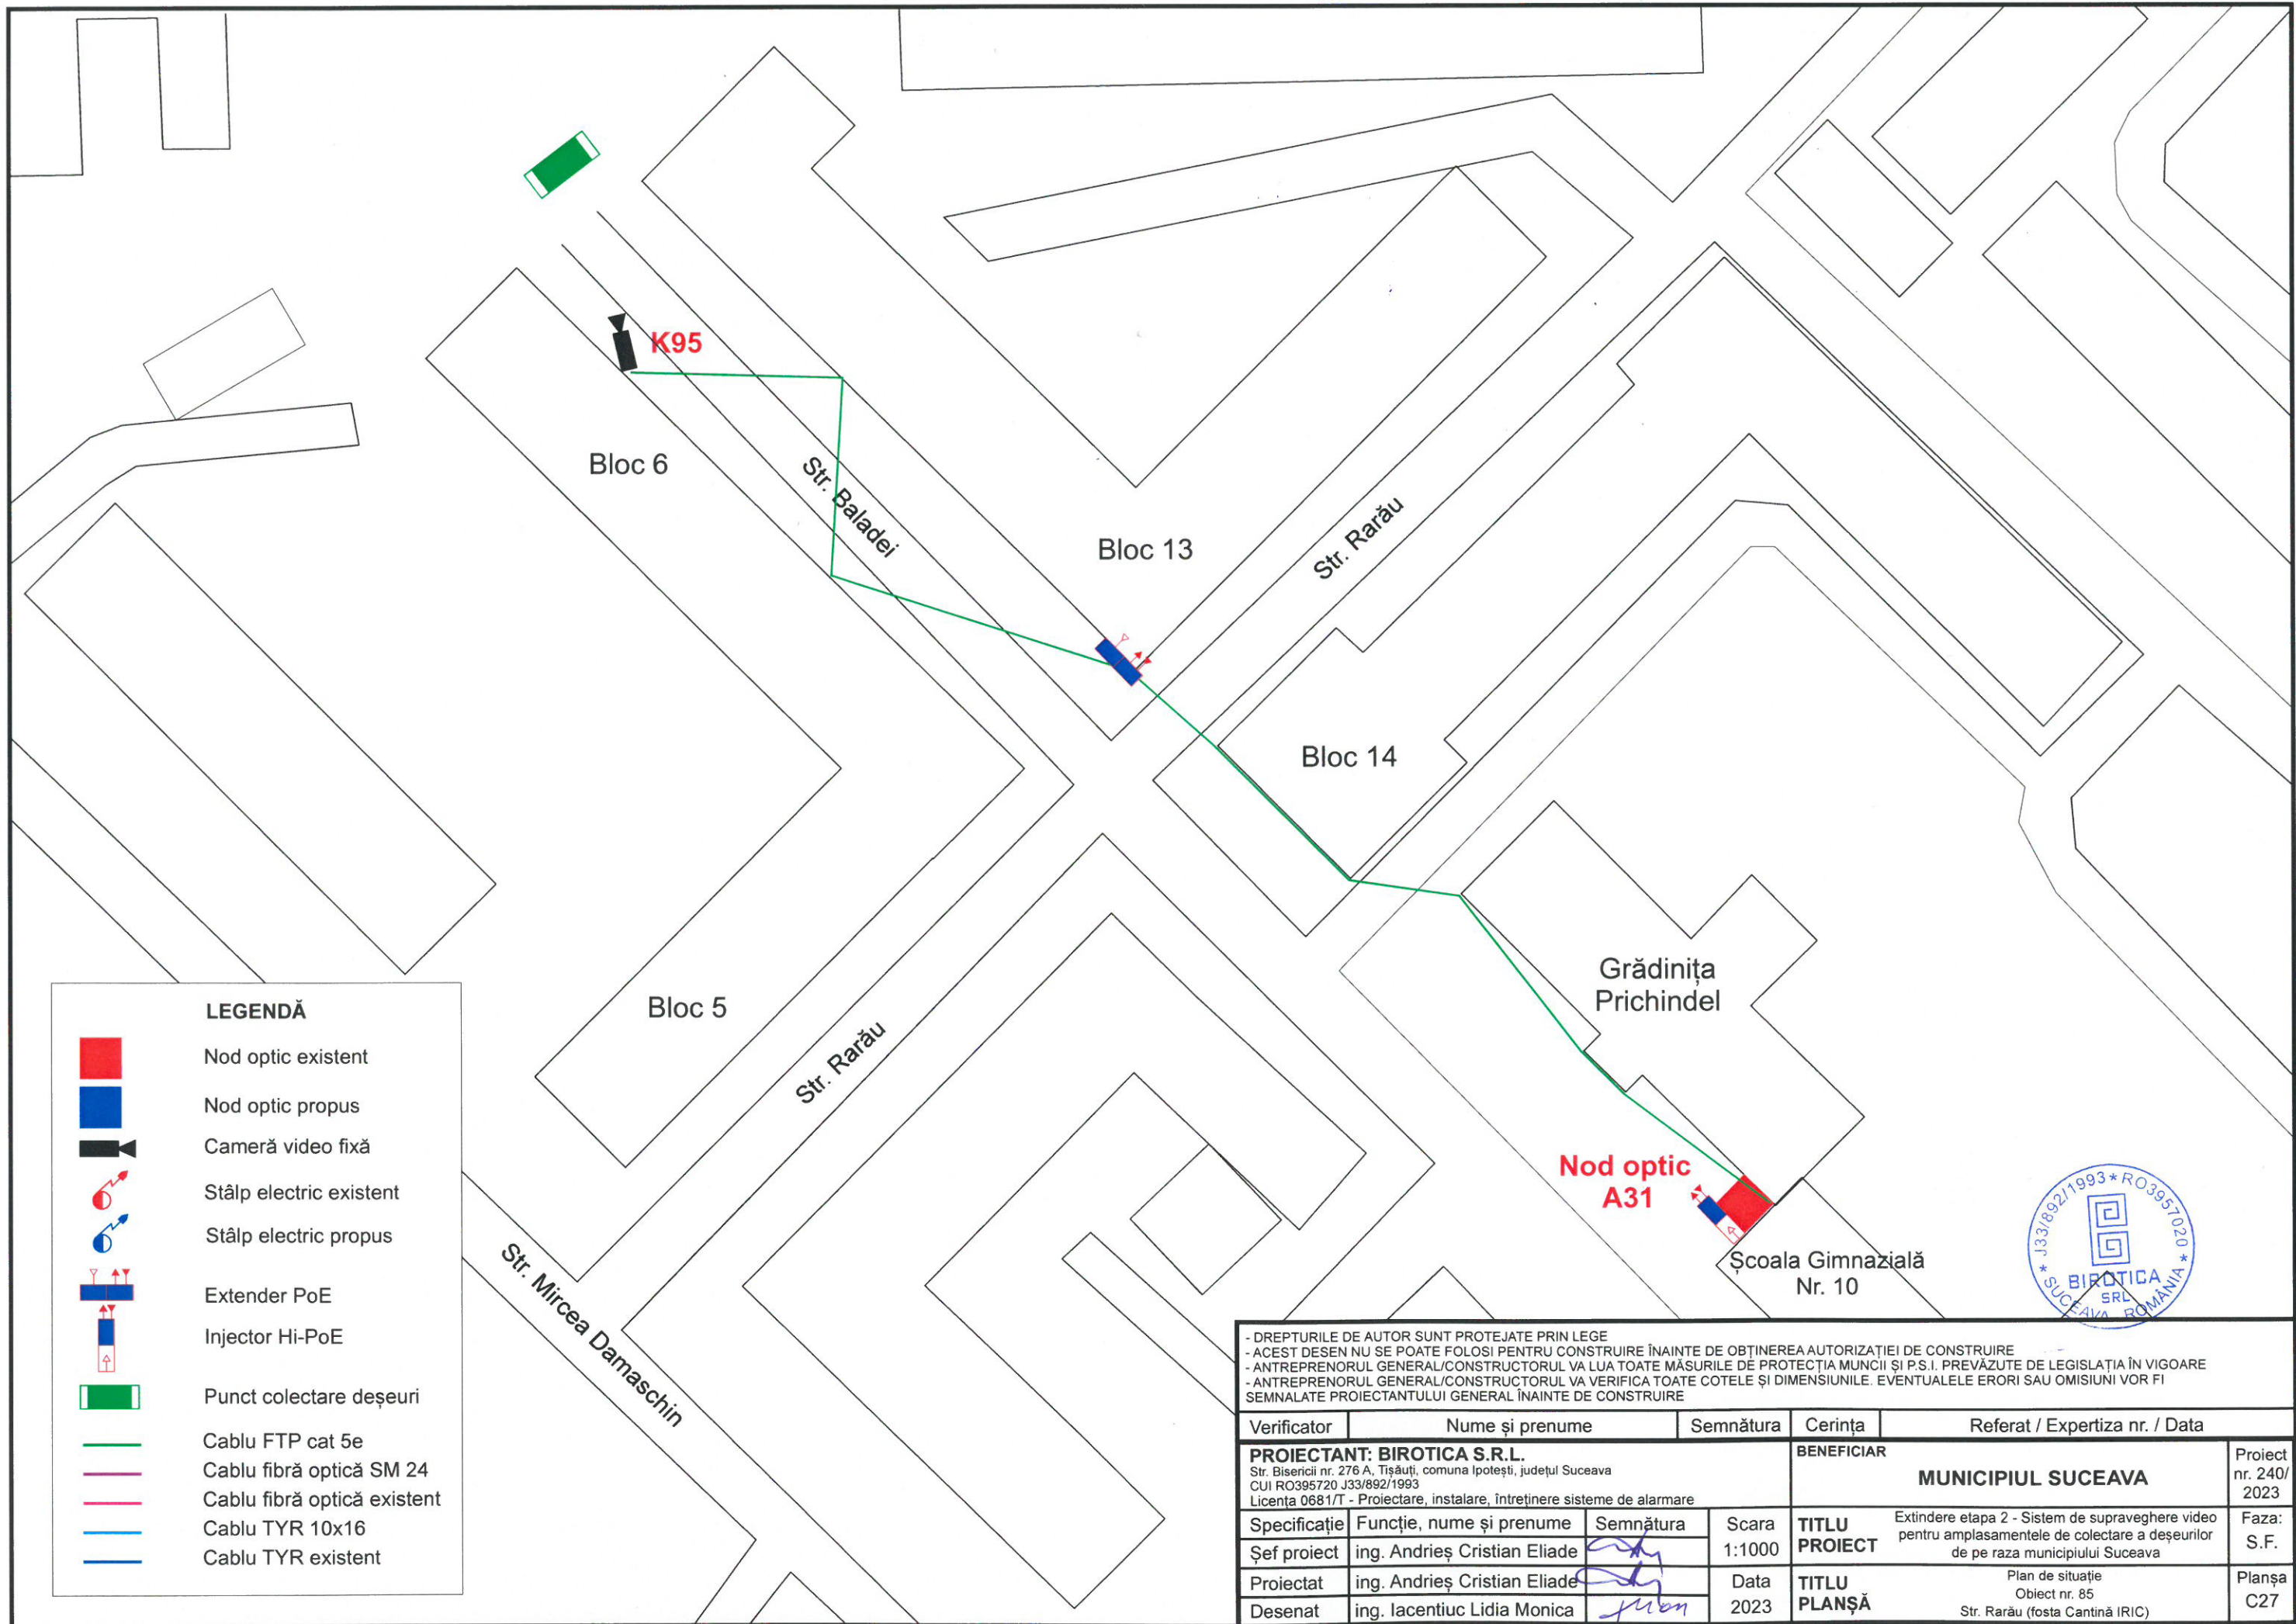 K95
Bloc 6
Str. Baladei
Bloc 13
Str. Rarău
Bloc 14
Bloc 5
Str. Rarău
Grădinița
Prichindel
Nod optic
A31
Școala Gimnazială
Nr. 10
Str. Mircea Damaschin
LEGENDĂ
Nod optic existent
Nod optic propus
Cameră video fixă
Stâlp electric existent
Stâlp electric propus
Extender PoE
Injector Hi-PoE
Punct colectare deșeuri
Cablu FTP cat 5e
Cablu fibră optică SM 24
Cablu fibră optică existent
Cablu TYR 10x16
Cablu TYR existent
* J33/892/1993 * RO3957020 *
BIROTICA
SRL
SUCEAVA ROMÂNIA
- DREPTURILE DE AUTOR SUNT PROTEJATE PRIN LEGE
- ACEST DESEN NU SE POATE FOLOSI PENTRU CONSTRUIRE ÎNAINTE DE OBȚINEREA AUTORIZAȚIEI DE CONSTRUIRE
- ANTREPRENORUL GENERAL/CONSTRUCTORUL VA LUA TOATE MĂSURILE DE PROTECȚIA MUNCII ȘI P.S.I. PREVĂZUTE DE LEGISLAȚIA ÎN VIGOARE
- ANTREPRENORUL GENERAL/CONSTRUCTORUL VA VERIFICA TOATE COTELE ȘI DIMENSIUNILE. EVENTUALELE ERORI SAU OMISIUNI VOR FI
SEMNALATE PROIECTANTULUI GENERAL ÎNAINTE DE CONSTRUIRE
Verificator Nume și prenume Semnătura Cerința Referat / Expertiza nr. / Data
PROIECTANT: BIROTICA S.R.L.
Str. Bisericii nr. 276 A, Tișăuți, comuna Ipotești, județul Suceava
CUI RO395720 J33/892/1993
Licența 0681/T - Proiectare, instalare, întreținere sisteme de alarmare
BENEFICIAR
MUNICIPIUL SUCEAVA
Proiect
nr. 240/
2023
Specificație Funcție, nume și prenume Semnătura
Șef proiect ing. Andrieș Cristian Eliade
Proiectat ing. Andrieș Cristian Eliade
Desenat ing. Iacentiuc Lidia Monica
Scara
1:1000
Data
2023
TITLU
PROIECT
Extindere etapa 2 - Sistem de supraveghere video
pentru amplasamentele de colectare a deșeurilor
de pe raza municipiului Suceava
Faza:
S.F.
TITLU
PLANȘĂ
Plan de situație
Obiect nr. 85
Str. Rarău (fosta Cantină IRIC)
Planșa
C27